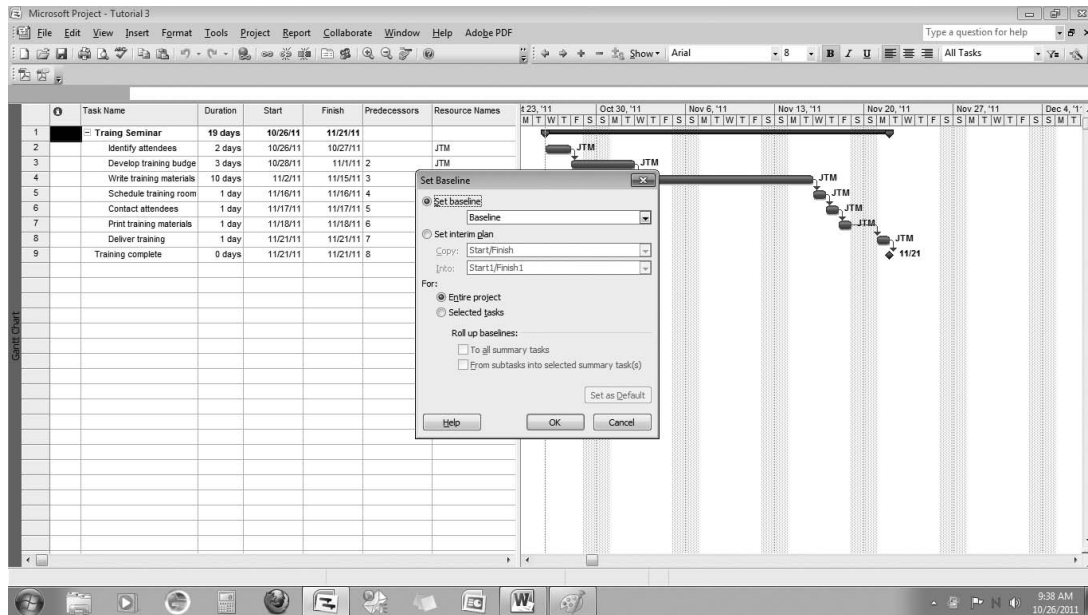 Microsoft Project - Tutorial 3
File Edit View Insert Format Tools Project Report Collaborate Window Help Adobe PDF
Type a question for help
Show Arial 8 B I U All Tasks
Task Name Duration Start Finish Predecessors Resource Names
t 23, '11 Oct 30, '11 Nov 6, '11 Nov 13, '11 Nov 20, '11 Nov 27, '11 Dec 4, '1
M T W T F S S M T W T F S S M T W T F S S M T W T F S S M T W T F S S M T W T F S S M T
1 Traing Seminar 19 days 10/26/11 11/21/11
2 Identify attendees 2 days 10/26/11 10/27/11 JTM
JTM
3 Develop training budge 3 days 10/28/11 11/1/11 2 JTM
JTM
4 Write training materials 10 days 11/2/11 11/15/11 3
JTM
5 Schedule training room 1 day 11/16/11 11/16/11 4
JTM
6 Contact attendees 1 day 11/17/11 11/17/11 5
JTM
7 Print training materials 1 day 11/18/11 11/18/11 6
JTM
8 Deliver training 1 day 11/21/11 11/21/11 7
JTM
9 Training complete 0 days 11/21/11 11/21/11 8
11/21
Set Baseline
Set baseline
Baseline
Set interim plan
Copy: Start/Finish
Into: Start1/Finish1
For:
Entire project
Selected tasks
Roll up baselines:
To all summary tasks
From subtasks into selected summary task(s)
Set as Default
Help OK Cancel
Gantt Chart
9:38 AM
10/26/2011